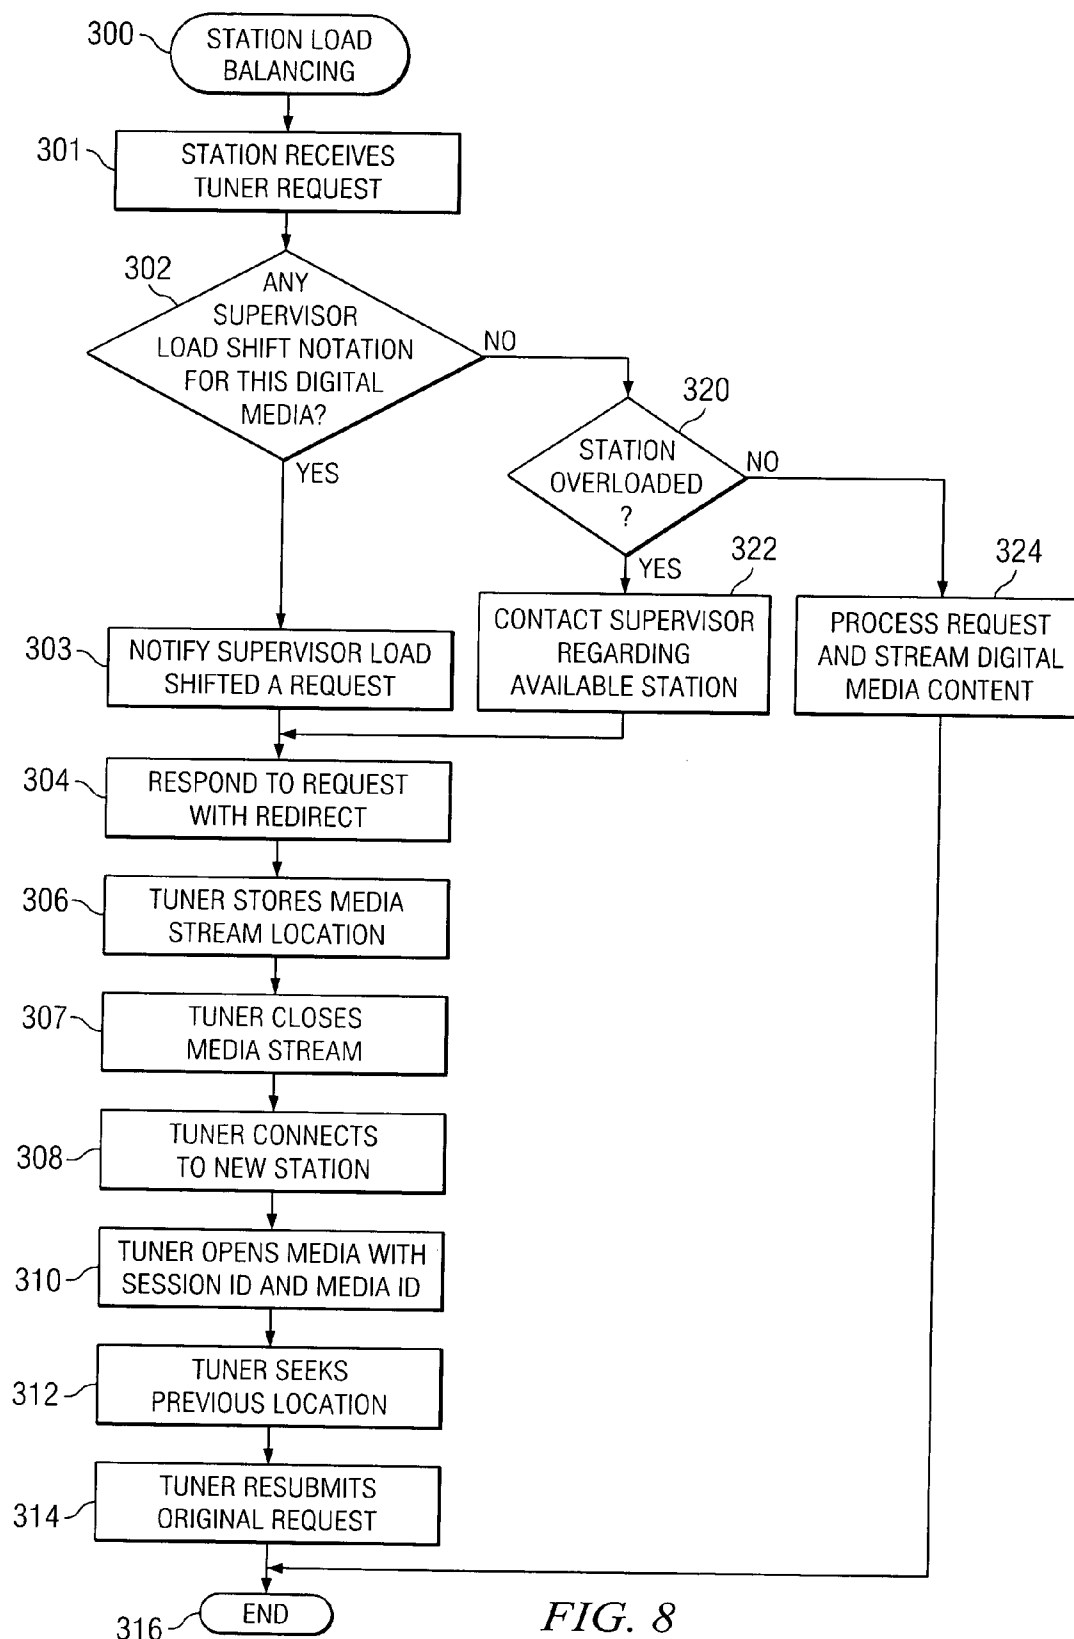 300
STATION LOAD
BALANCING
301
STATION RECEIVES
TUNER REQUEST
302
ANY
SUPERVISOR
LOAD SHIFT NOTATION
FOR THIS DIGITAL
MEDIA?
NO
YES
320
STATION
OVERLOADED
?
NO
YES
322
324
303
NOTIFY SUPERVISOR LOAD
SHIFTED A REQUEST
CONTACT SUPERVISOR
REGARDING
AVAILABLE STATION
PROCESS REQUEST
AND STREAM DIGITAL
MEDIA CONTENT
304
RESPOND TO REQUEST
WITH REDIRECT
306
TUNER STORES MEDIA
STREAM LOCATION
307
TUNER CLOSES
MEDIA STREAM
308
TUNER CONNECTS
TO NEW STATION
310
TUNER OPENS MEDIA WITH
SESSION ID AND MEDIA ID
312
TUNER SEEKS
PREVIOUS LOCATION
314
TUNER RESUBMITS
ORIGINAL REQUEST
316
END
FIG. 8